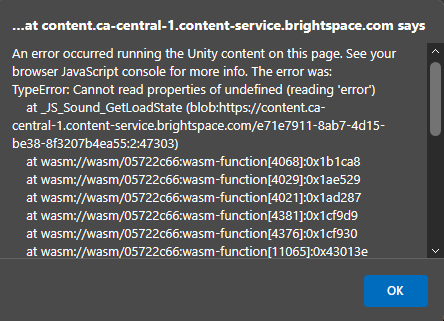 ...at content.ca-central-1.content-service.brightspace.com says
An error occurred running the Unity content on this page. See your
browser JavaScript console for more info. The error was:
TypeError: Cannot read properties of undefined (reading 'error')
at _JS_Sound_GetLoadState (blob:https://content.ca-
central-1.content-service.brightspace.com/e71e7911-8ab7-4d15-
be38-8f3207b4ea55:2:47303)
at wasm://wasm/05722c66:wasm-function[4068]:0x1b1ca8
at wasm://wasm/05722c66:wasm-function[4029]:0x1ae529
at wasm://wasm/05722c66:wasm-function[4021]:0x1ad287
at wasm://wasm/05722c66:wasm-function[4381]:0x1cf9d9
at wasm://wasm/05722c66:wasm-function[4376]:0x1cf930
at wasm://wasm/05722c66:wasm-function[11065]:0x43013e
OK